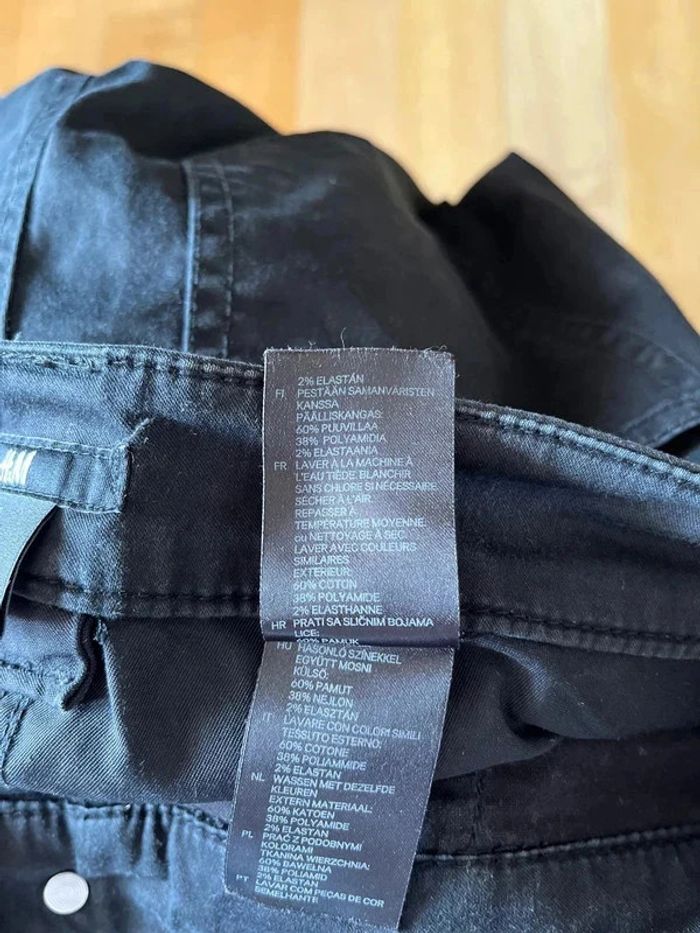 2% ELASTÁN
FI PESTÄÄN SAMANVÄRISTEN
KANSSA
PÄÄLLISKANGAS:
60% PUUVILLAA
38% POLYAMIDIA
2% ELASTAANIA
FR LAVER À LA MACHINE À
L'EAU TIÈDE. BLANCHIR
SANS CHLORE SI NÉCESSAIRE.
SÉCHER À L'AIR.
REPASSER À
TEMPÉRATURE MOYENNE.
ou NETTOYAGE À SEC.
LAVER AVEC COULEURS
SIMILAIRES
EXTÉRIEUR:
60% COTON
38% POLYAMIDE
2% ELASTHANNE
HR PRATI SA SLIČNIM BOJAMA
LICE:
60% PAMUK
HU HASONLÓ SZÍNEKKEL
EGYÜTT MOSNI
KÜLSŐ:
60% PAMUT
38% NEJLON
2% ELASZTÁN
IT LAVARE CON COLORI SIMILI
TESSUTO ESTERNO:
60% COTONE
38% POLIAMMIDE
2% ELASTAN
NL WASSEN MET DEZELFDE
KLEUREN
EXTERN MATERIAAL:
60% KATOEN
38% POLYAMIDE
2% ELASTAN
PL PRAĆ Z PODOBNYMI
KOLORAMI
TKANINA WIERZCHNIA:
60% BAWEŁNA
38% POLIAMID
2% ELASTAN
PT LAVAR COM PEÇAS DE COR
SEMELHANTE